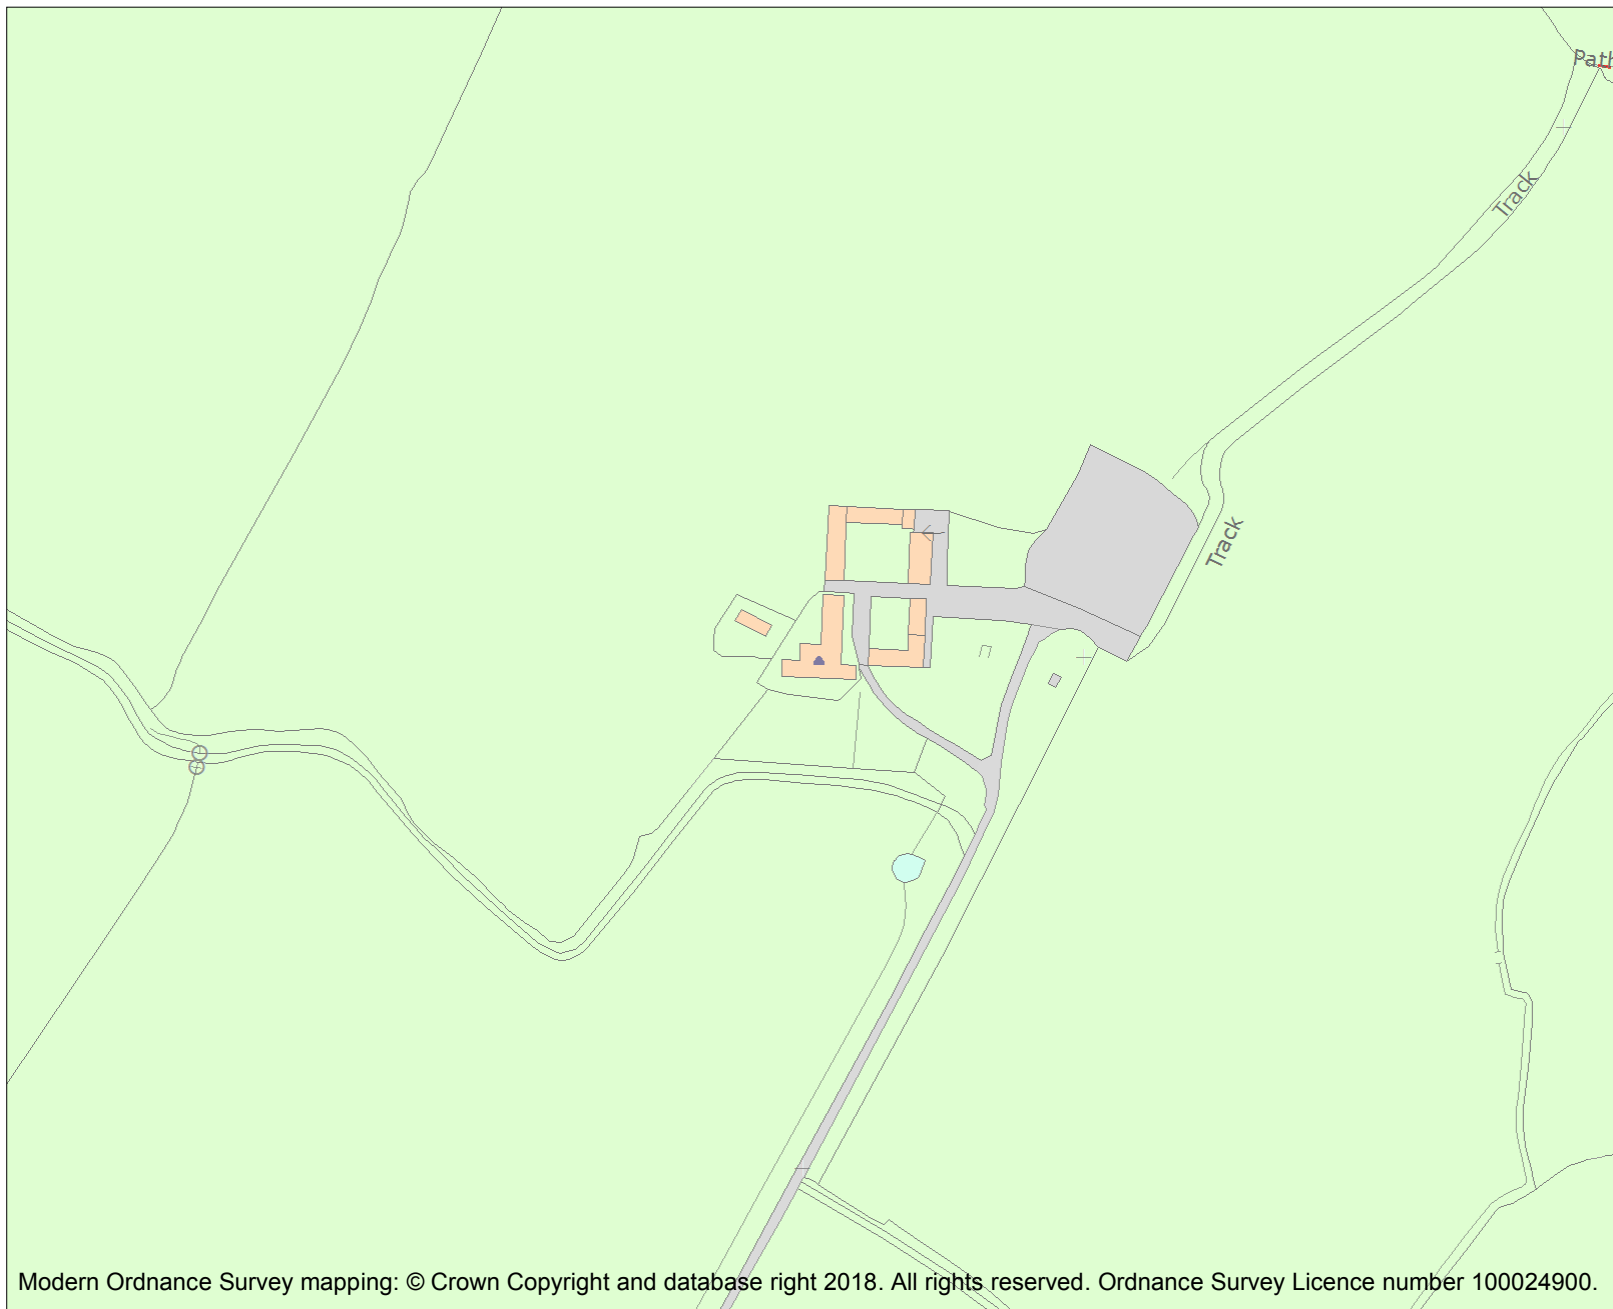 Path
Track
Track
Modern Ordnance Survey mapping: © Crown Copyright and database right 2018. All rights reserved. Ordnance Survey Licence number 100024900.